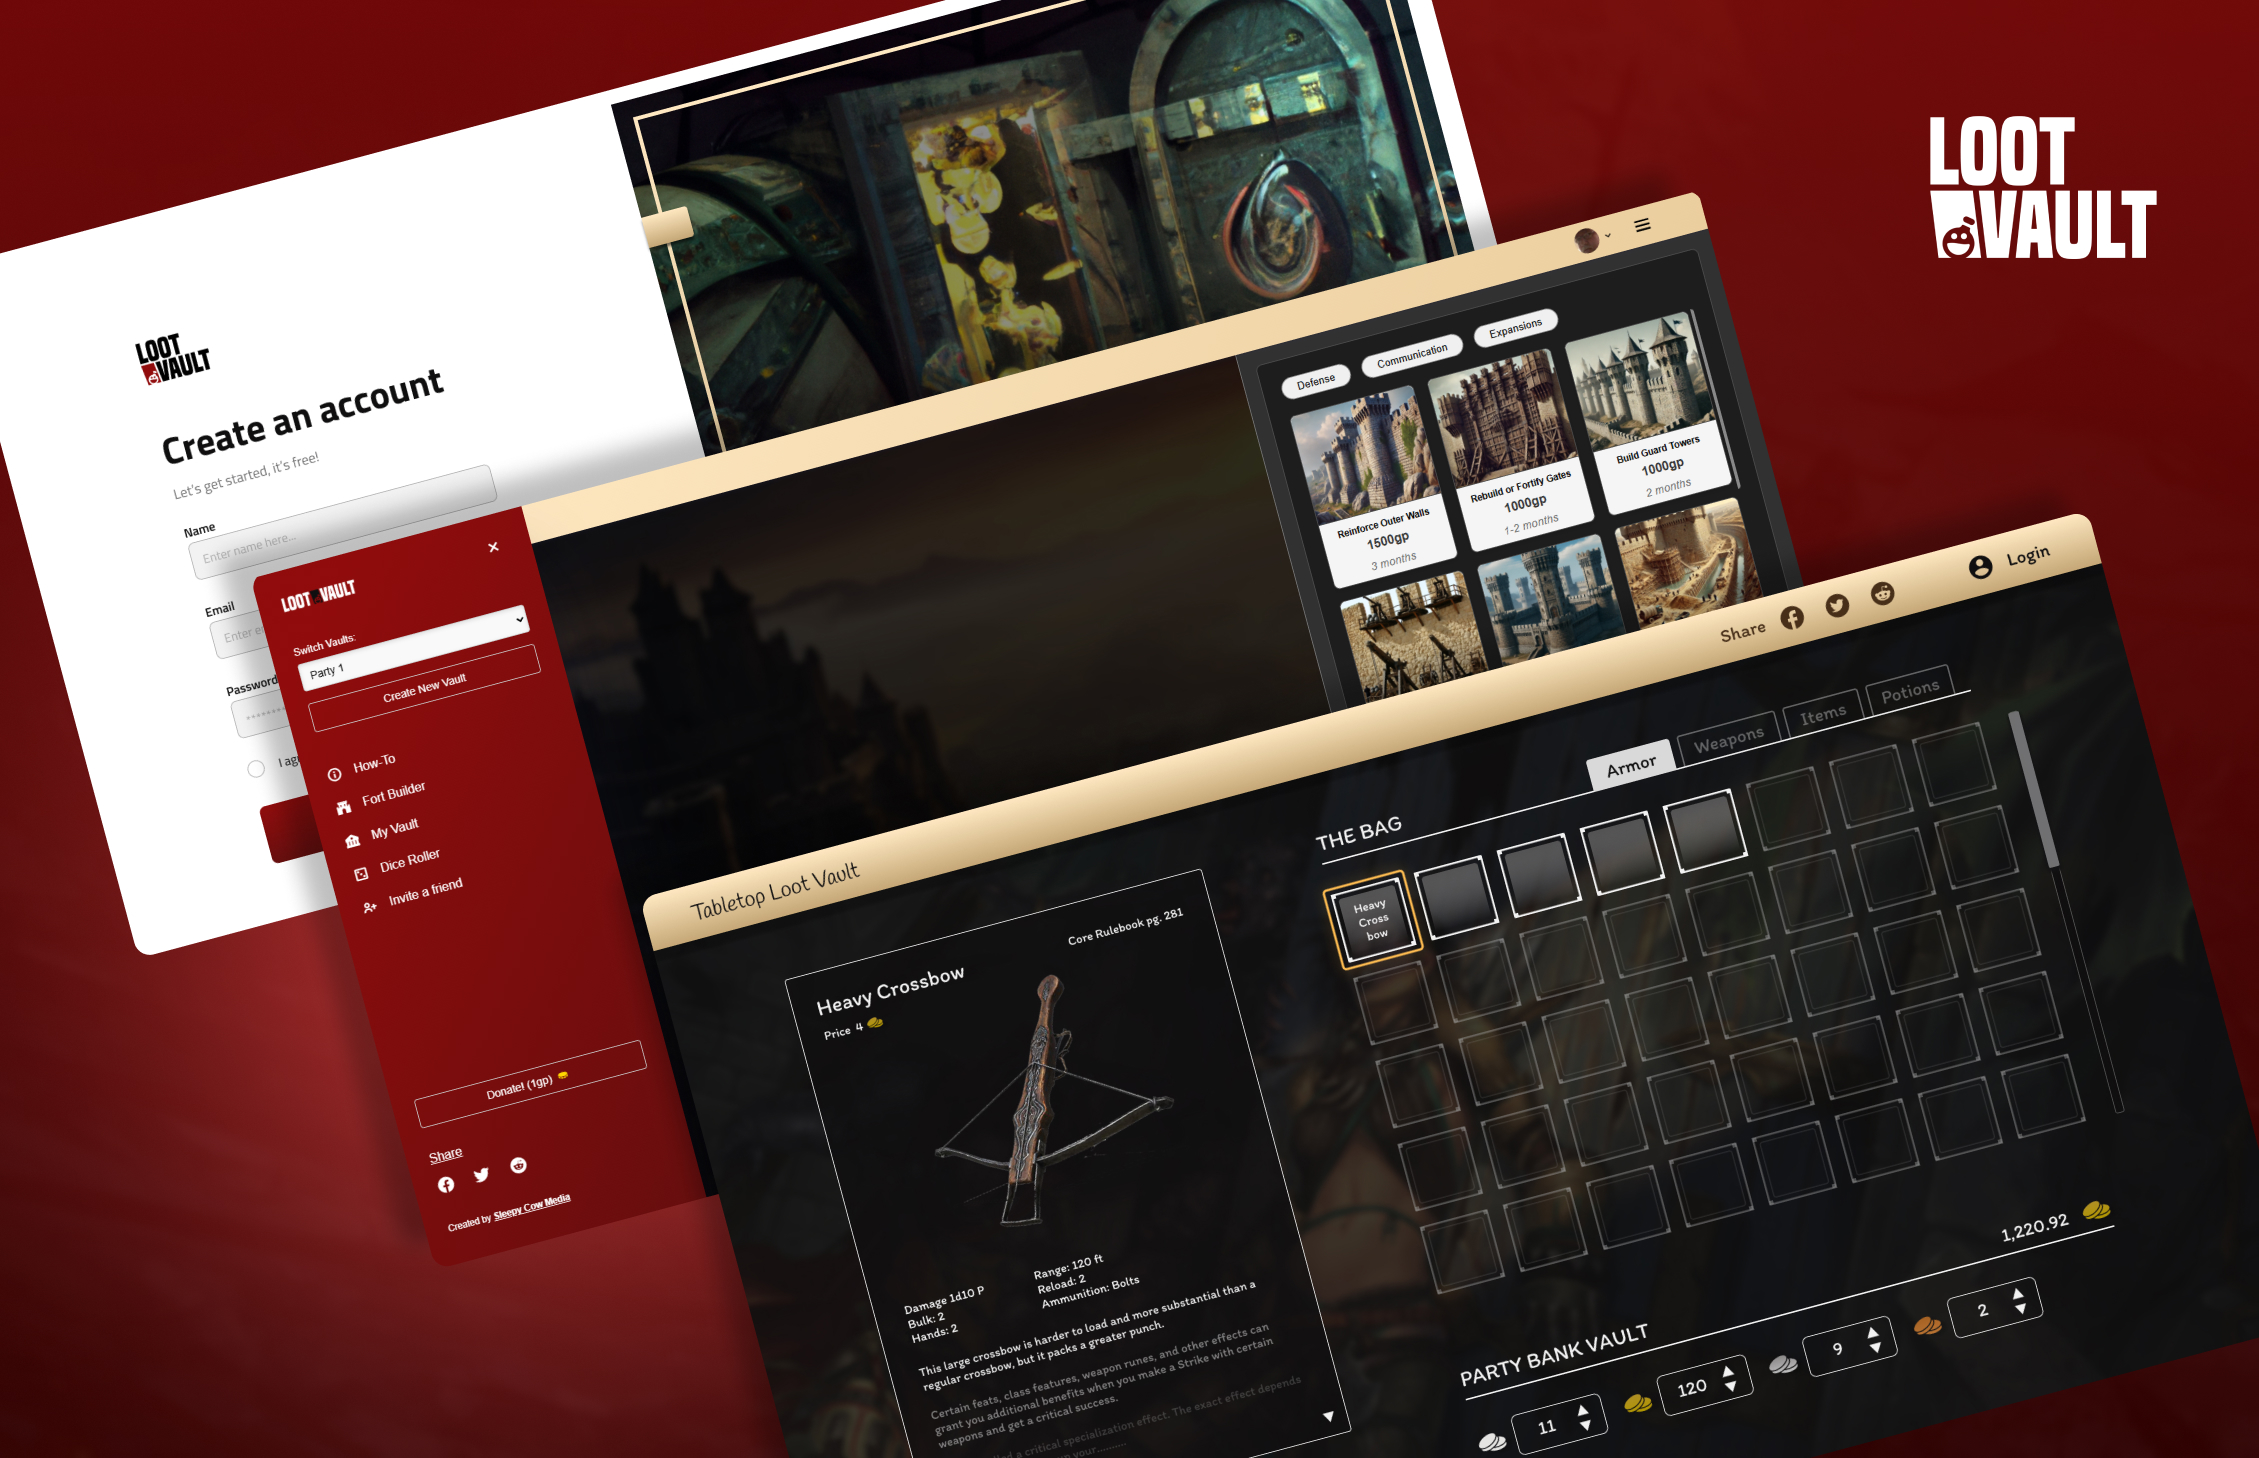 LOOT
VAULT
LOOT
VAULT
Create an account
Let's get started, it's free!
Name
Enter name here...
Email
Enter
Password
********
I
LOOT VAULT
Switch Vaults:
Party 1
Create New Vault
How-To
Fort Builder
My Vault
Dice Roller
Invite a friend
Donate! (1gp)
Share
Created by Sleepy Cow Media
Defense
Communication
Expansions
Reinforce Outer Walls
1500gp
3 months
Rebuild or Fortify Gates
1000gp
1-2 months
Build Guard Towers
1000gp
2 months
Tabletop Loot Vault
Share
Login
Core Rulebook pg. 281
Heavy Crossbow
Price 4
Damage 1d10 P
Bulk: 2
Hands: 2
Range: 120 ft
Reload: 2
Ammunition: Bolts
This large crossbow is harder to load and more substantial than a
regular crossbow, but it packs a greater punch.
Certain feats, class features, weapon runes, and other effects can
grant you additional benefits when you make a Strike with certain
weapons and get a critical success.
a critical specialization effect. The exact effect depends
your..........
THE BAG
Armor
Weapons
Items
Potions
Heavy
Cross
bow
1,220.92
PARTY BANK VAULT
11
120
9
2